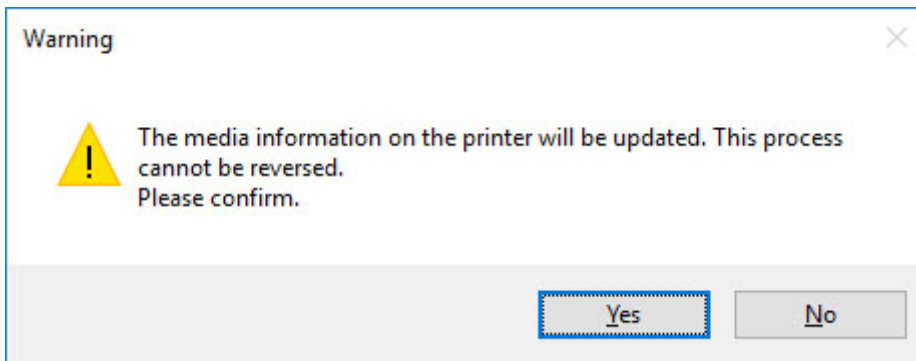 Warning
The media information on the printer will be updated. This process
cannot be reversed.
Please confirm.
Yes
No